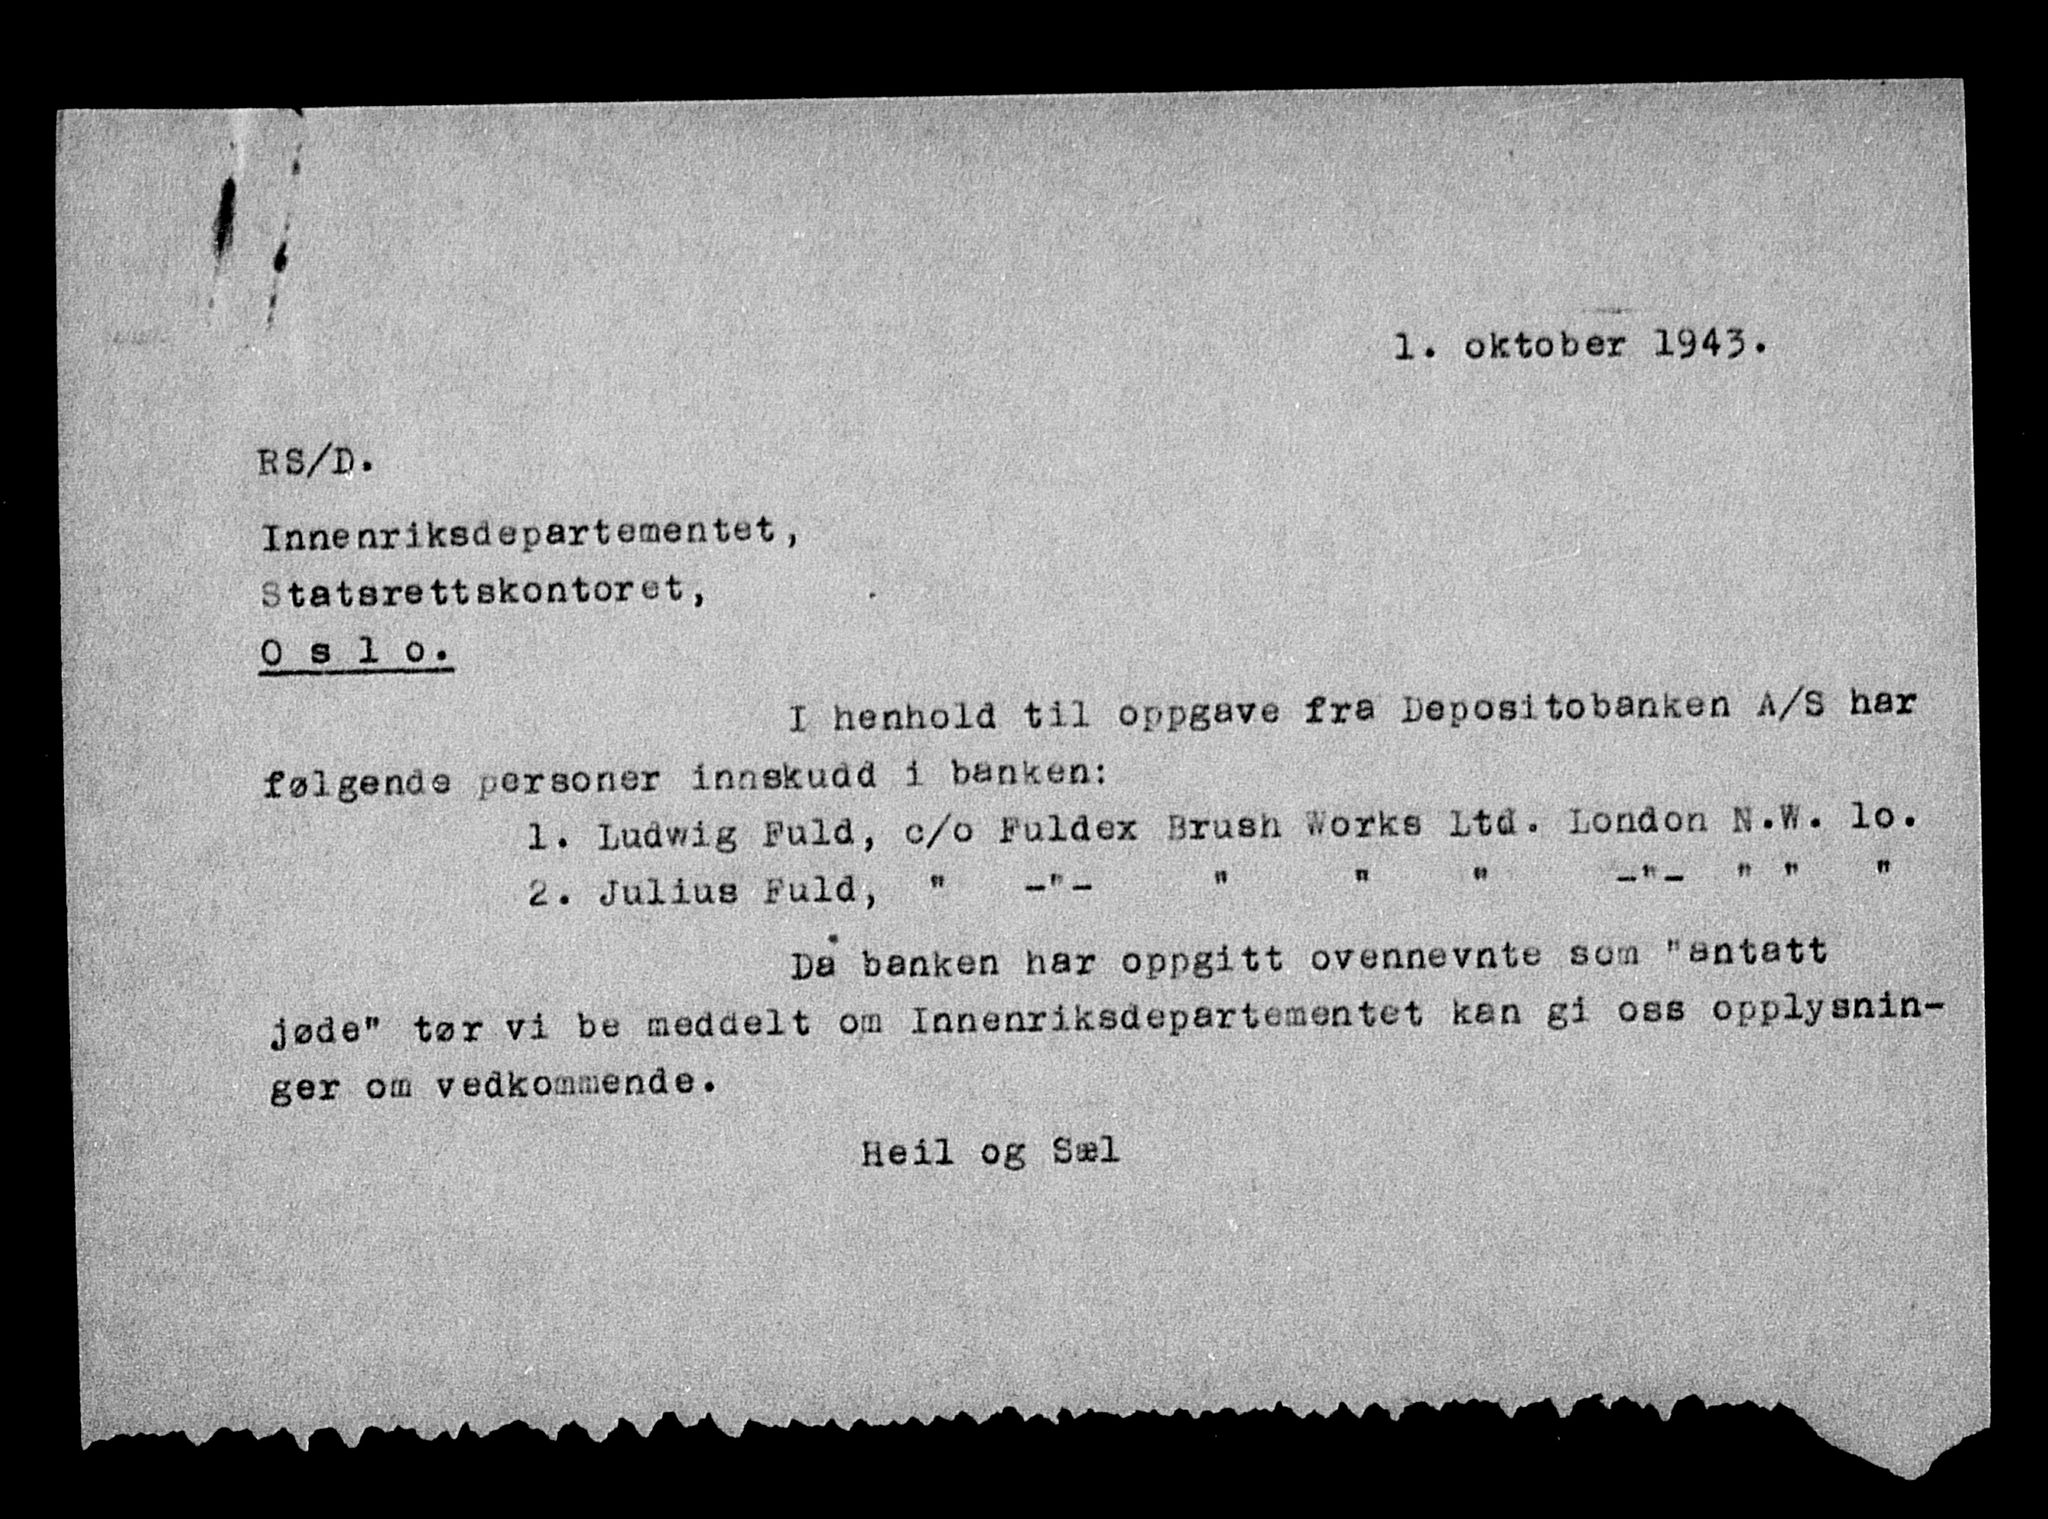 1. oktober 1943.
RS/D.
Innenriksdepartementet,
Statsrettskontoret,
O s l o.
I henhold til oppgave fra Depositobanken A/S har
følgende personer innskudd i banken:
1. Ludwig Fuld, c/o Fuldex Brush Works Ltd. London N.W. lo.
2. Julius Fuld, " -"- " " " -"- " " "
Då banken har oppgitt ovennevnte som "antatt
jøde" tør vi be meddelt om Innenriksdepartementet kan gi oss opplysnin-
ger om vedkommende.
Heil og Sæl